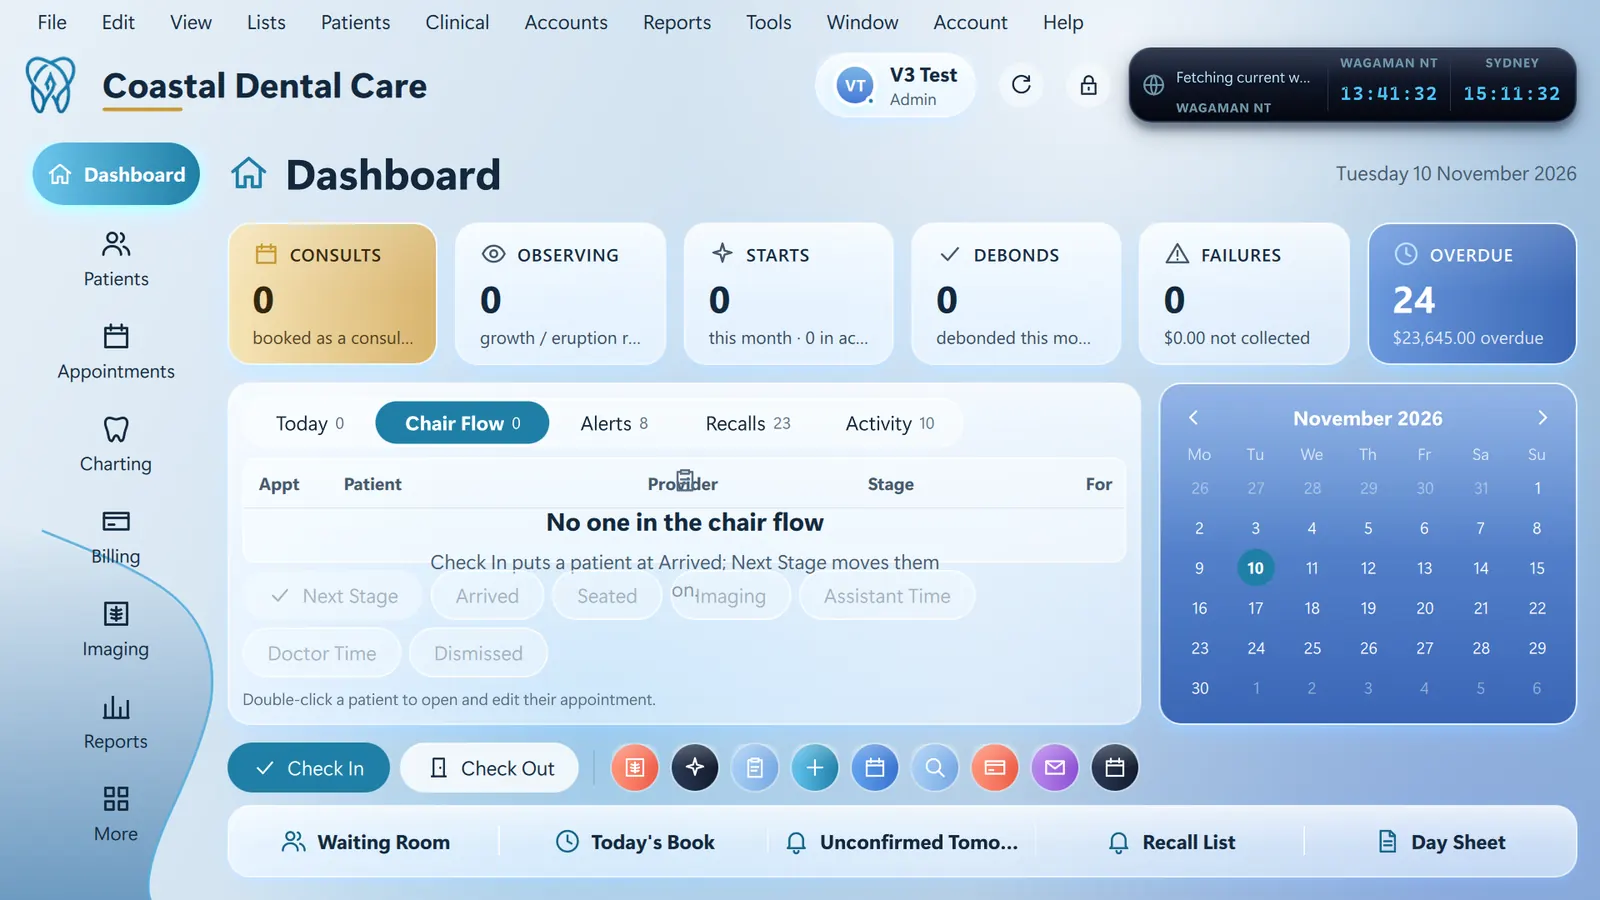 File Edit View Lists Patients Clinical Accounts Reports Tools Window Account Help
Coastal Dental Care
VT
V3 Test
Admin
Fetching current w...
WAGAMAN NT
WAGAMAN NT
13:41:32
SYDNEY
15:11:32
Dashboard
Patients
Appointments
Charting
Billing
Imaging
Reports
More
Dashboard
Tuesday 10 November 2026
CONSULTS
0
booked as a consul...
OBSERVING
0
growth / eruption r...
STARTS
0
this month · 0 in ac...
DEBONDS
0
debonded this mo...
FAILURES
0
$0.00 not collected
OVERDUE
24
$23,645.00 overdue
Today 0 Chair Flow 0 Alerts 8 Recalls 23 Activity 10
Appt Patient Provider Stage For
No one in the chair flow
Check In puts a patient at Arrived; Next Stage moves them
on.
Next Stage Arrived Seated Imaging Assistant Time
Doctor Time Dismissed
Double-click a patient to open and edit their appointment.
November 2026
Mo Tu We Th Fr Sa Su
26 27 28 29 30 31 1
2 3 4 5 6 7 8
9 10 11 12 13 14 15
16 17 18 19 20 21 22
23 24 25 26 27 28 29
30 1 2 3 4 5 6
Check In Check Out
Waiting Room Today's Book Unconfirmed Tomo... Recall List Day Sheet